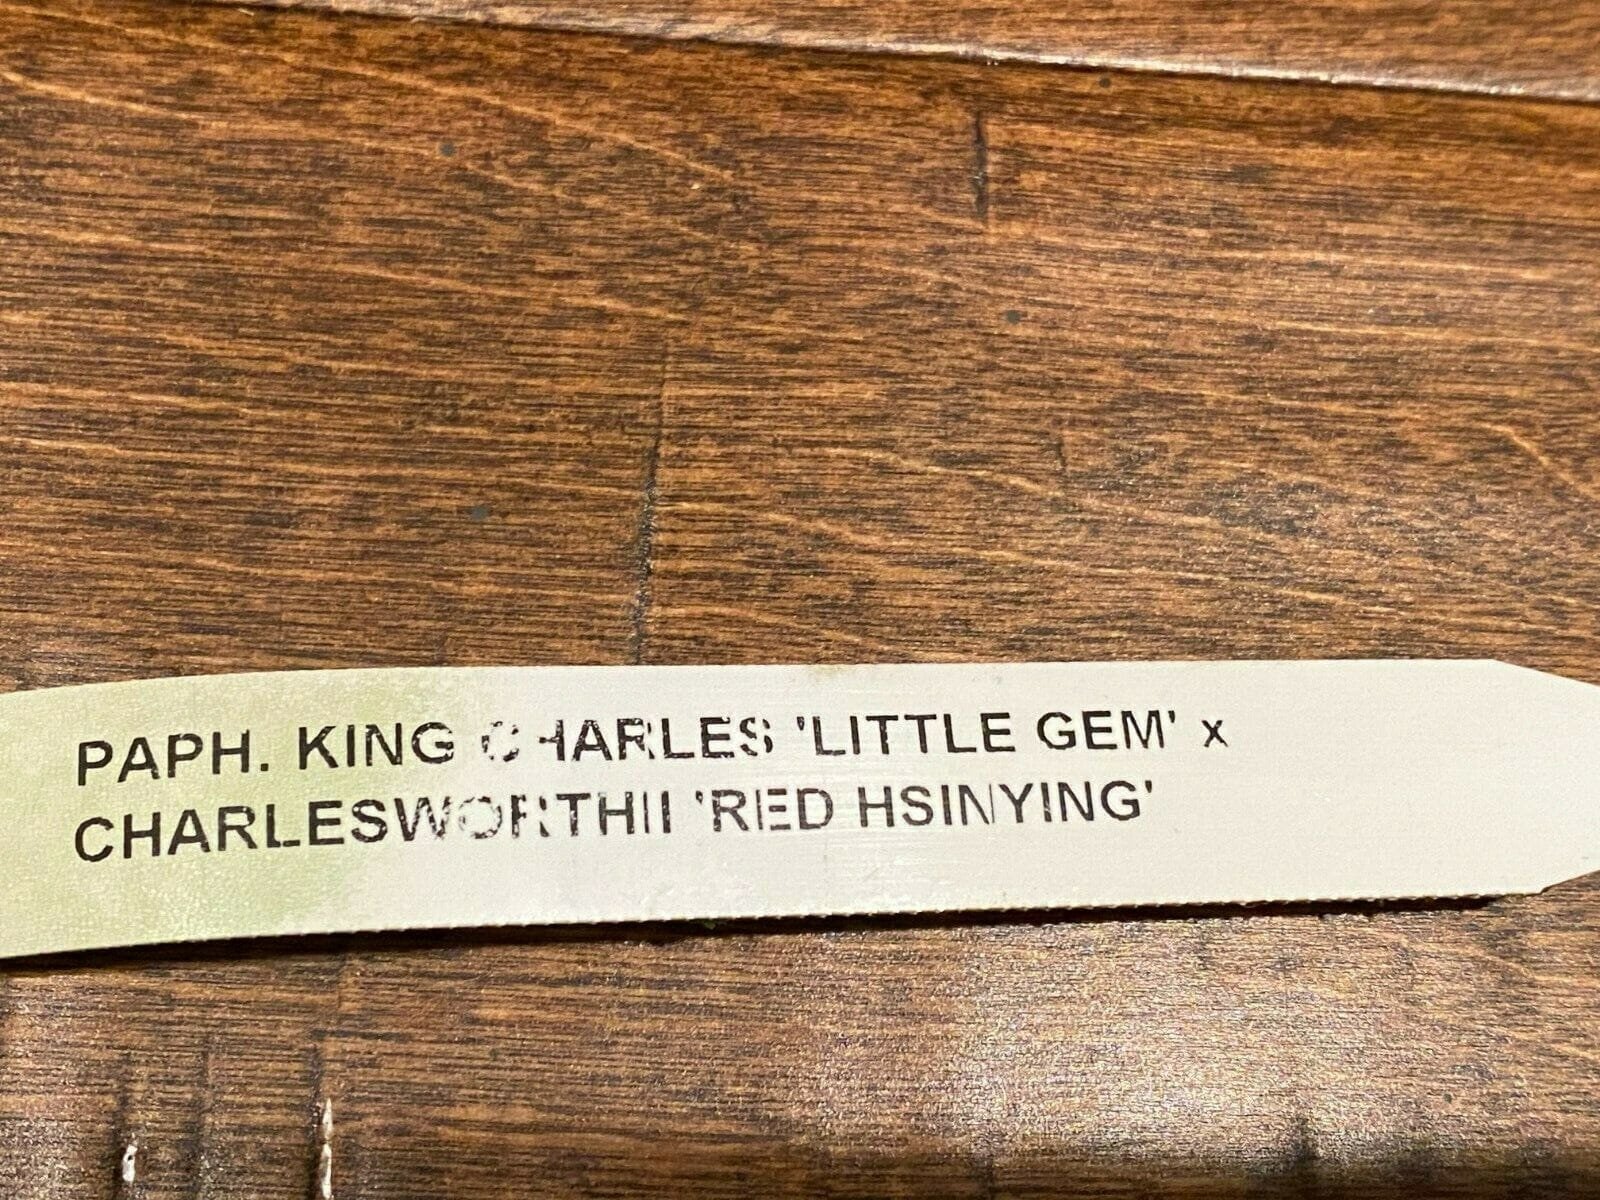 PAPH. KING CHARLES 'LITTLE GEM' x
CHARLESWORTHII 'RED HSINYING'